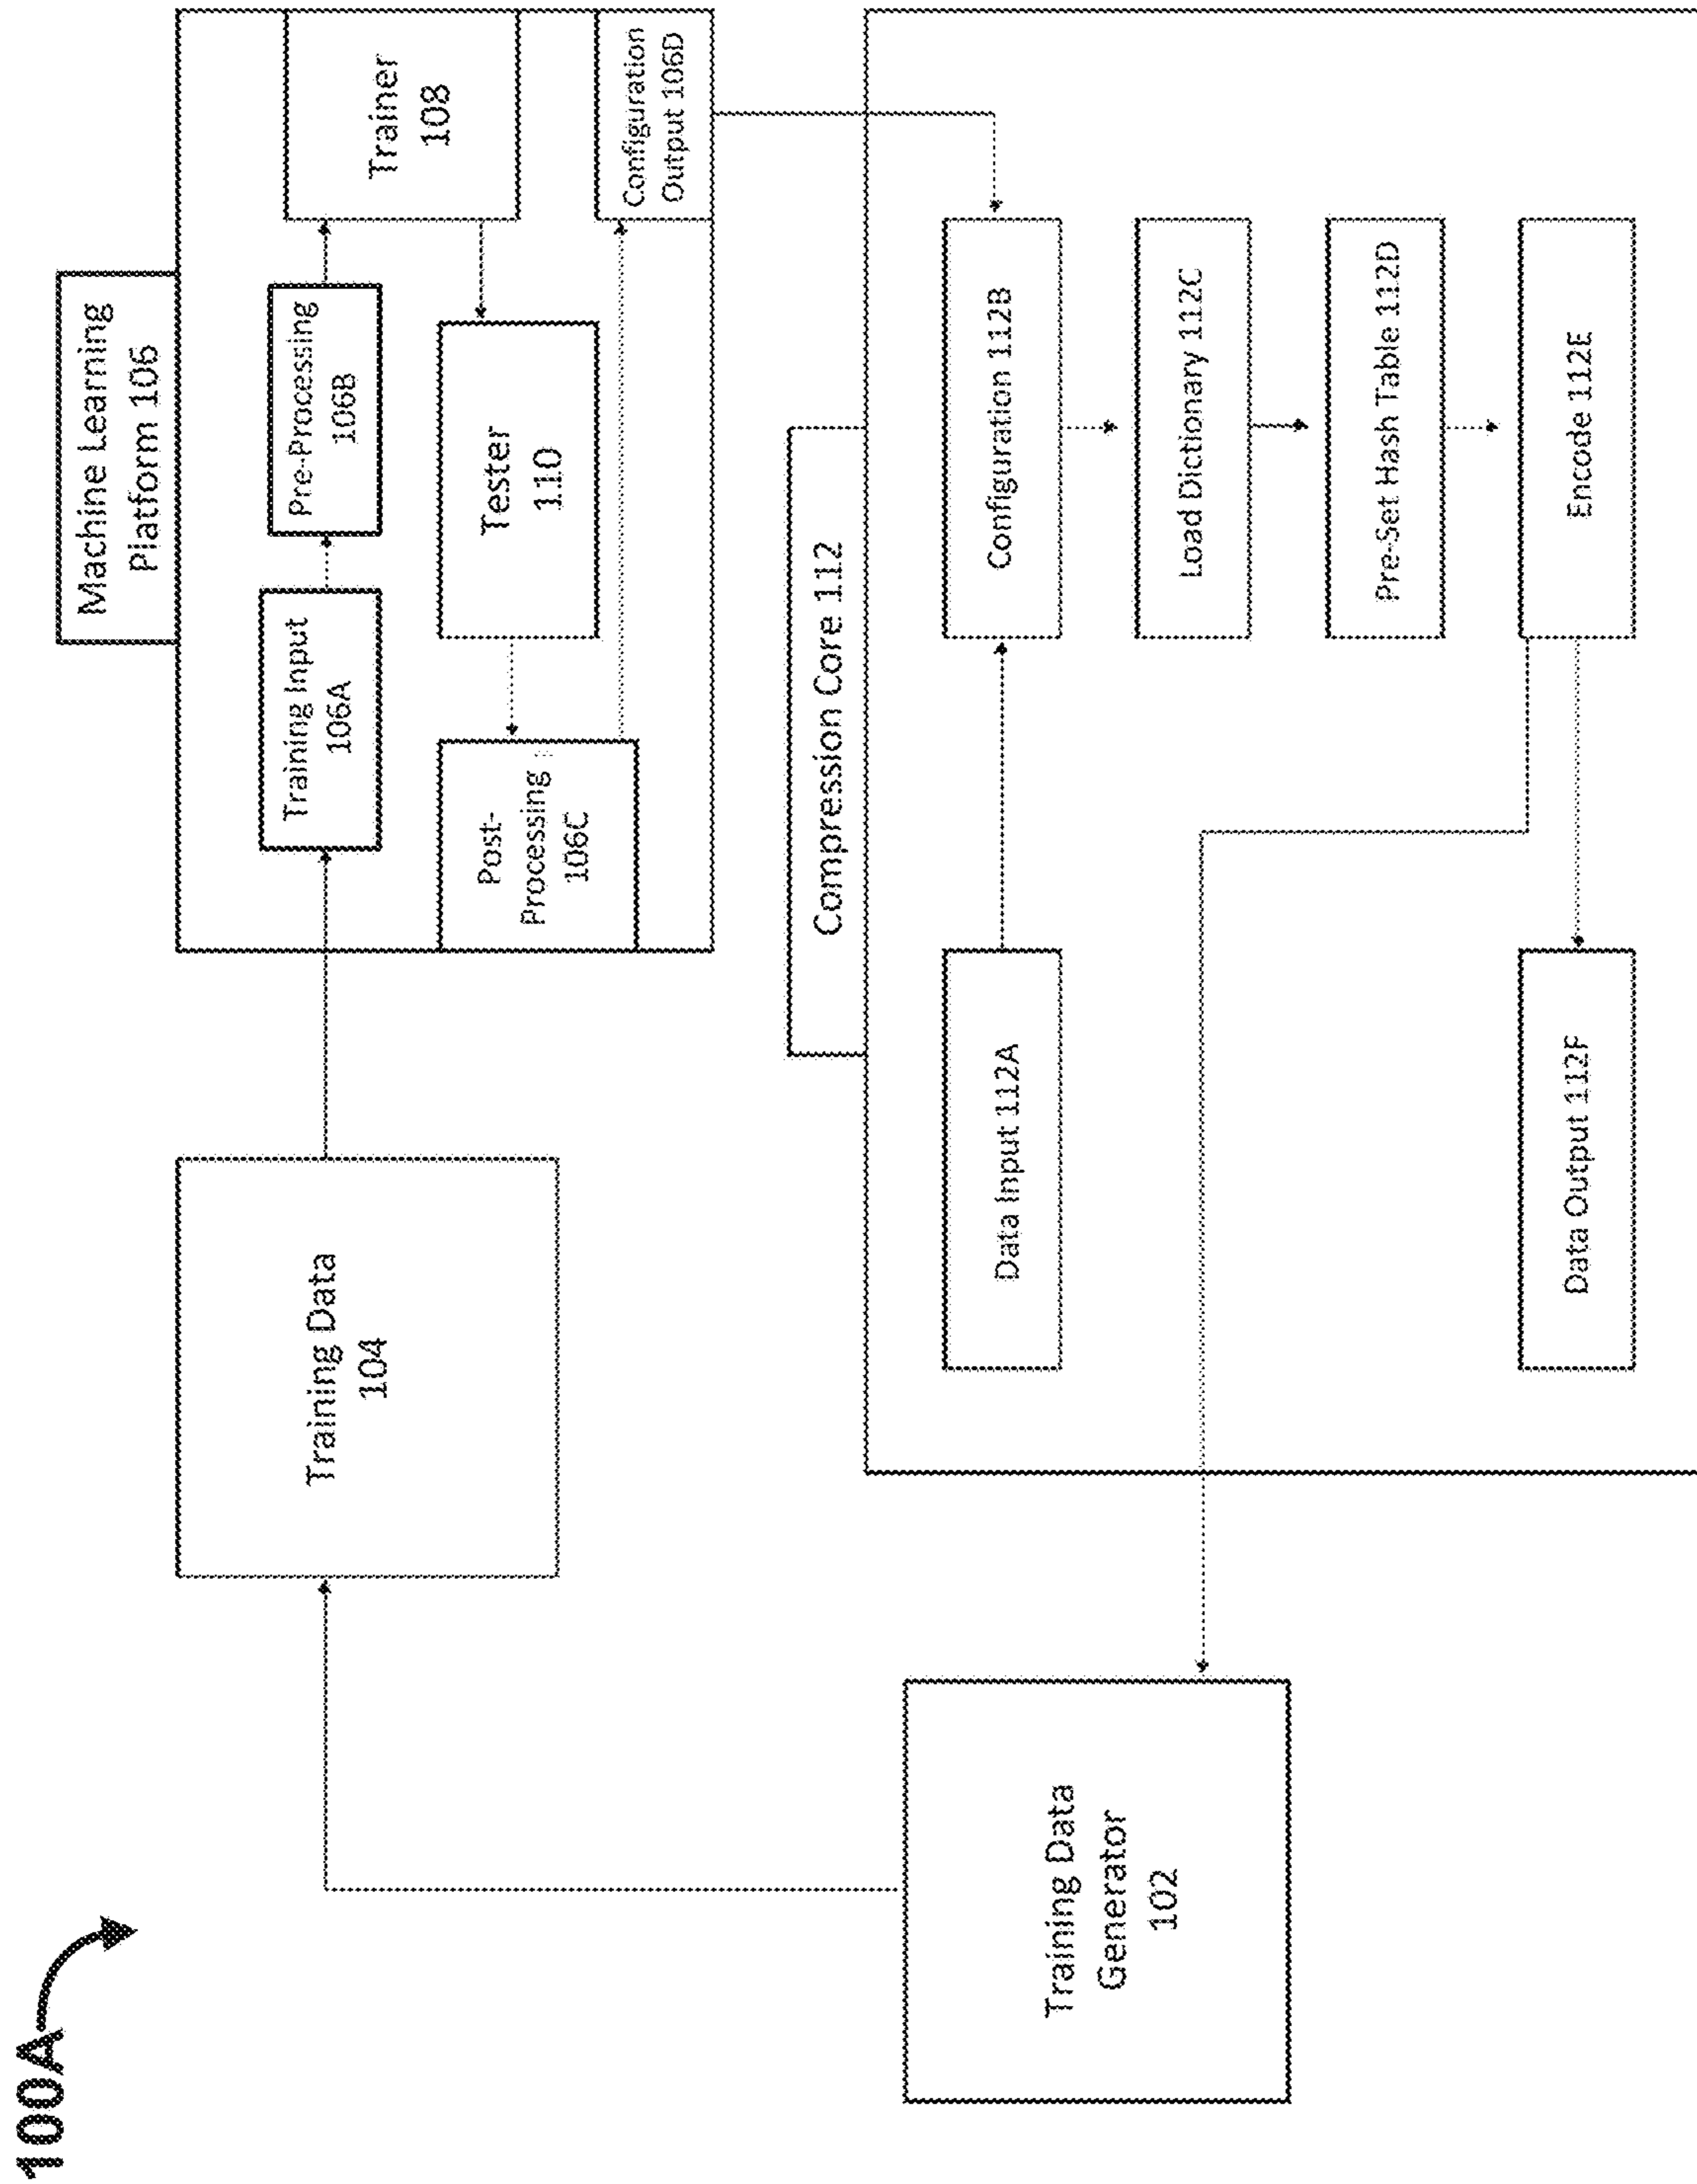 100A
Machine Learning
Platform 106
Training Data
104
Training Input
106A
Pre-Processing
106B
Trainer
108
Post-
Processing
106C
Tester
110
Configuration
Output 106D
Compression Core 112
Training Data
Generator
102
Data Input 112A
Configuration 112B
Load Dictionary 112C
Pre-Set Hash Table 112D
Data Output 112F
Encode 112E